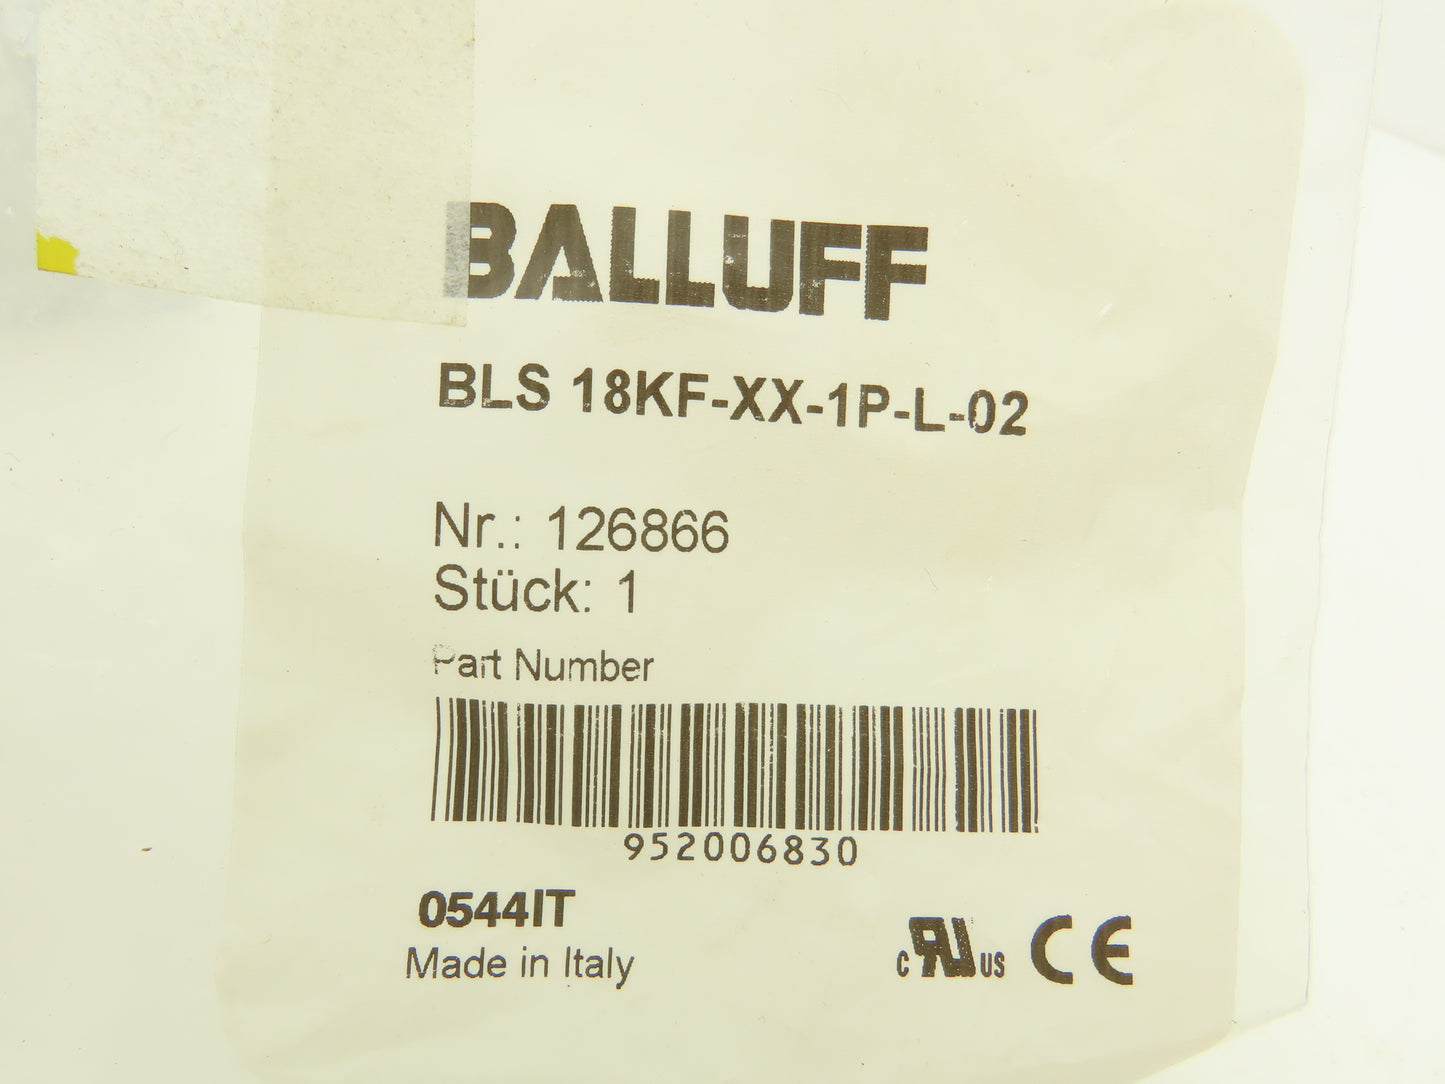 BALLUFF
BLS 18KF-XX-1P-L-02
Nr.: 126866
Stück: 1
Part Number
952006830
0544IT
Made in Italy
c RU us CE